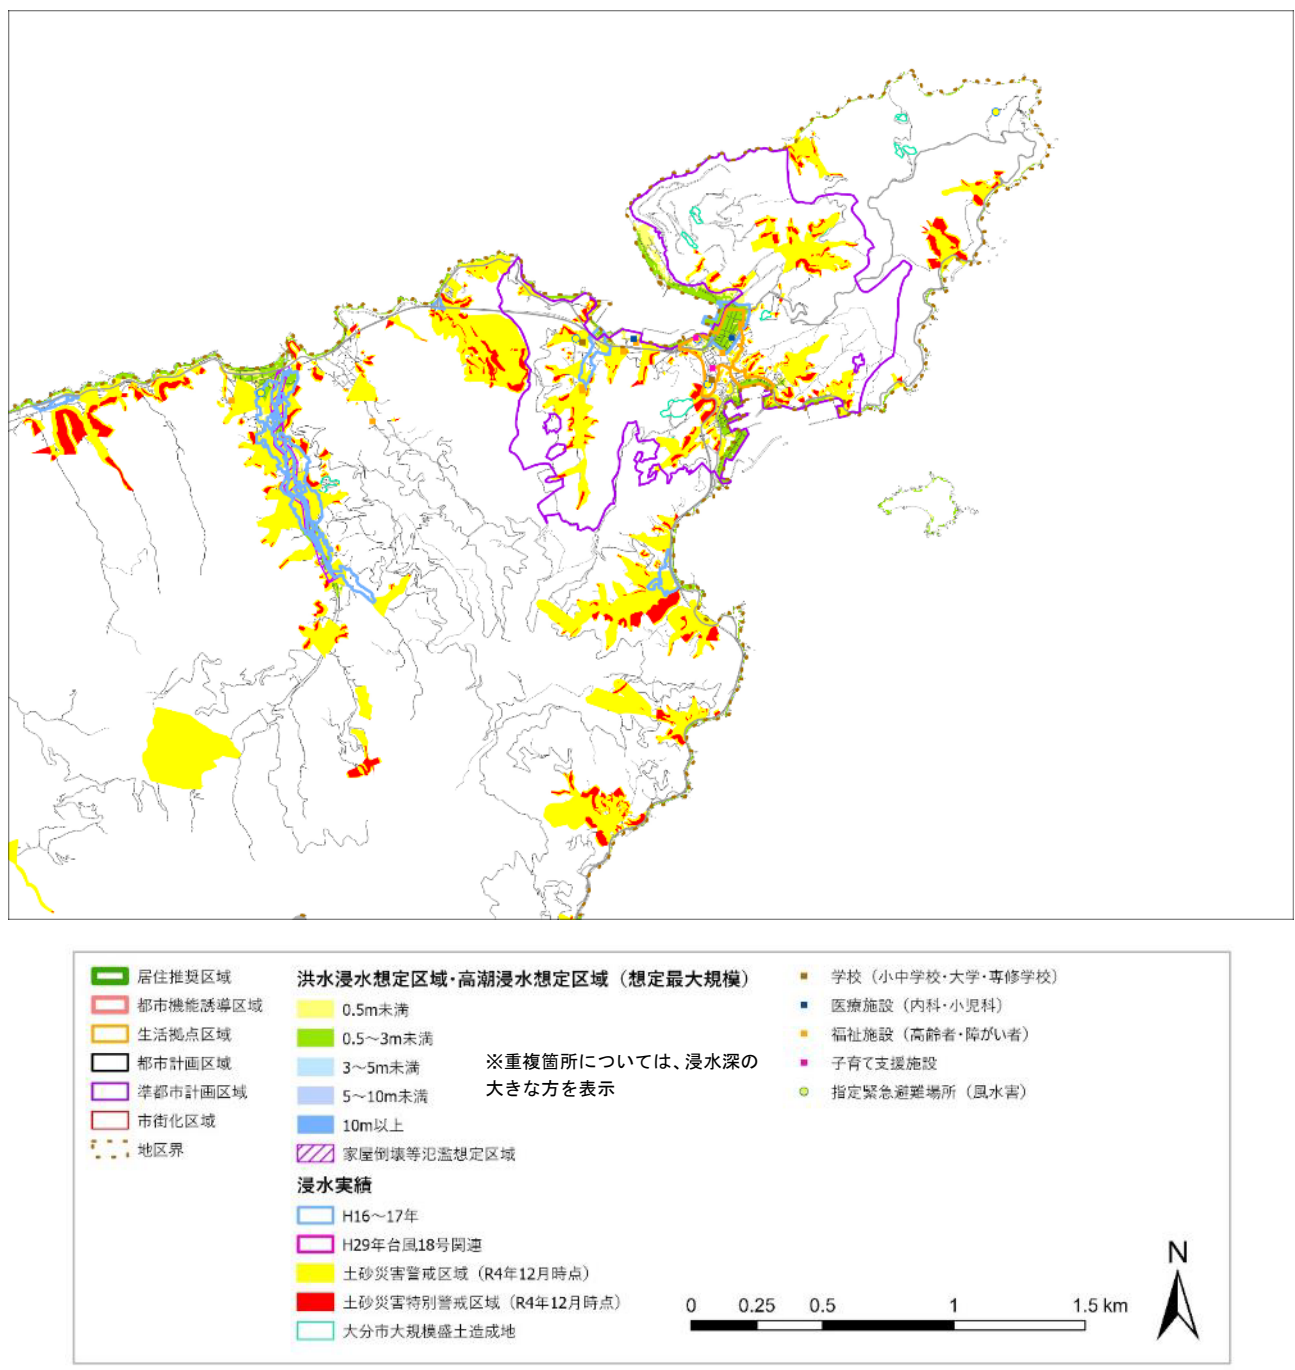 居住推奨区域
都市機能誘導区域
生活拠点区域
都市計画区域
準都市計画区域
市街化区域
地区界
洪水浸水想定区域・高潮浸水想定区域（想定最大規模）
0.5m未満
0.5～3m未満
3～5m未満
5～10m未満
10m以上
家屋倒壊等氾濫想定区域
※重複箇所については、浸水深の
大きな方を表示
浸水実績
H16～17年
H29年台風18号関連
土砂災害警戒区域（R4年12月時点）
土砂災害特別警戒区域（R4年12月時点）
大分市大規模盛土造成地
学校（小中学校・大学・専修学校）
医療施設（内科・小児科）
福祉施設（高齢者・障がい者）
子育て支援施設
指定緊急避難場所（風水害）
0 0.25 0.5 1 1.5 km
N